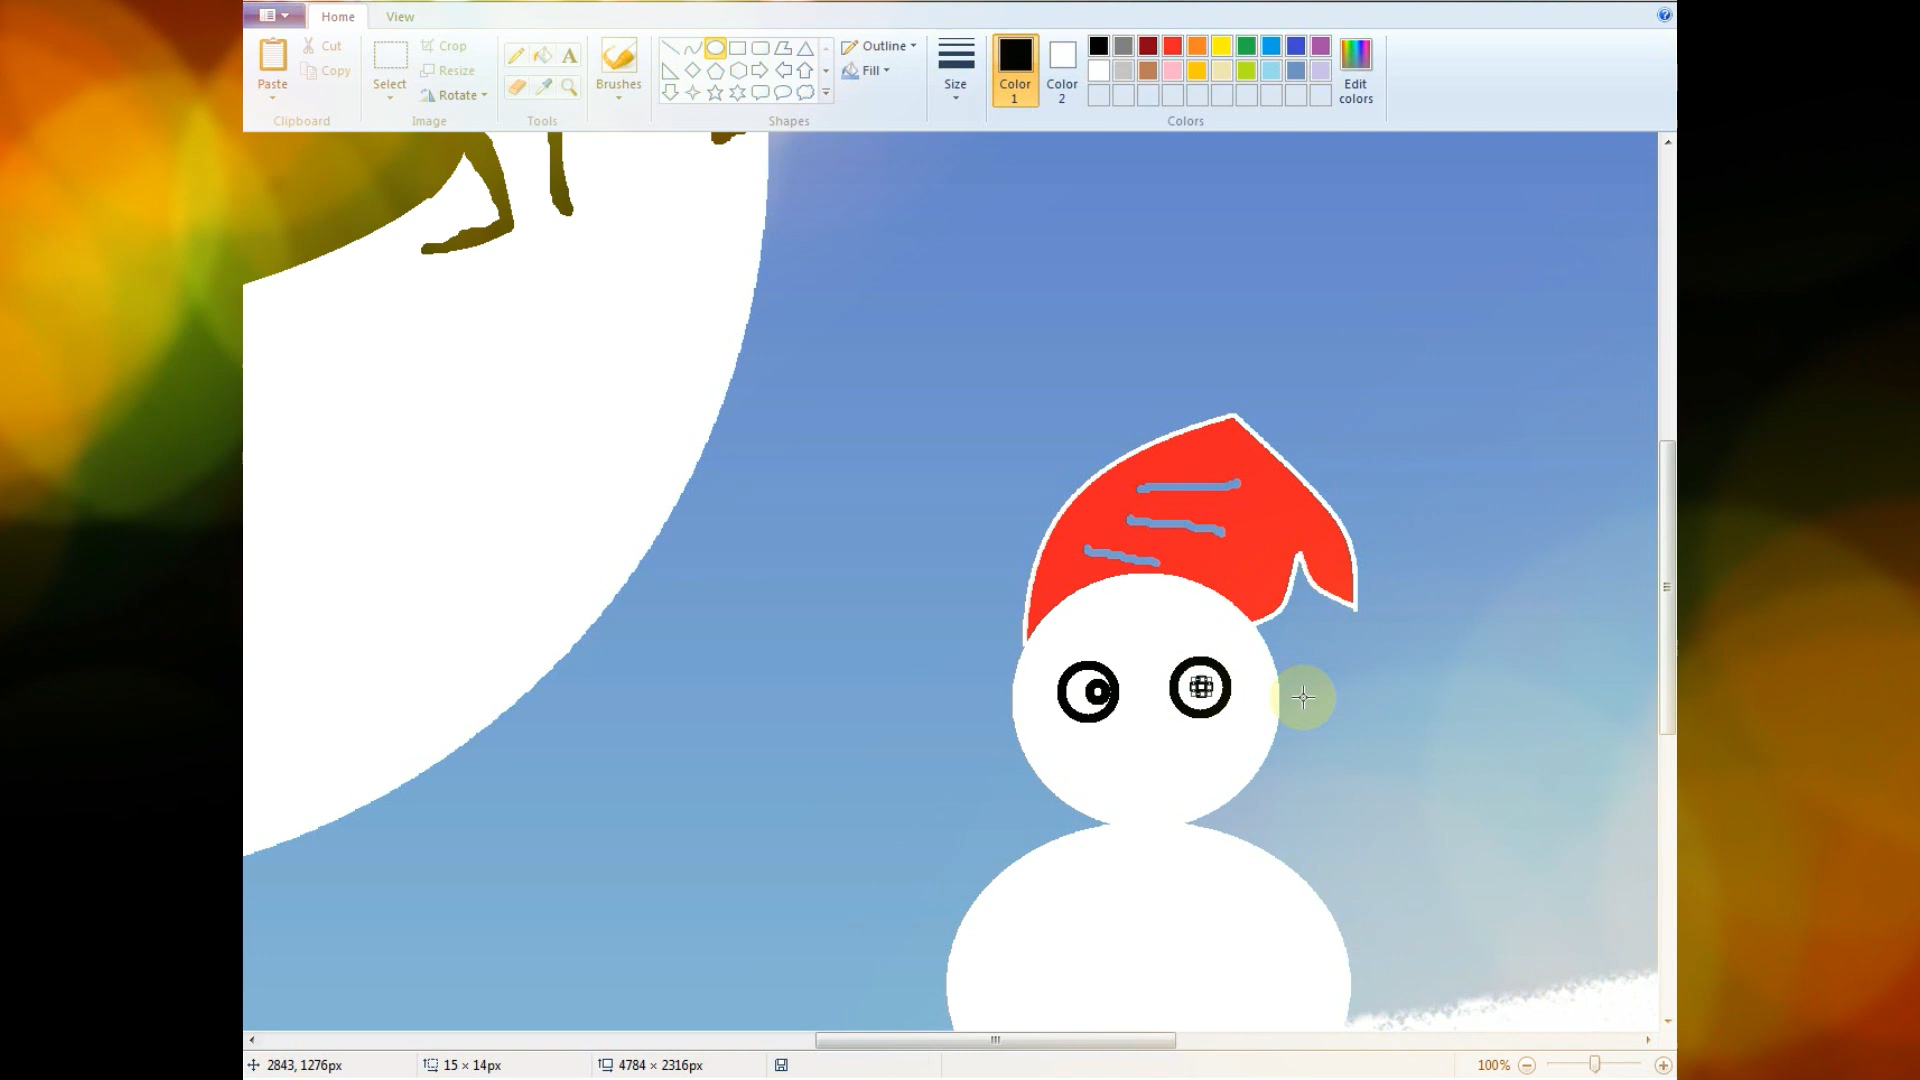 Home View
Paste
Cut
Copy
Clipboard
Select
Crop
Resize
Rotate
Image
A
Tools
Brushes
Shapes
Outline
Fill
Size
Color 1
Color 2
Edit colors
Colors
2843, 1276px
15 × 14px
4784 × 2316px
100%